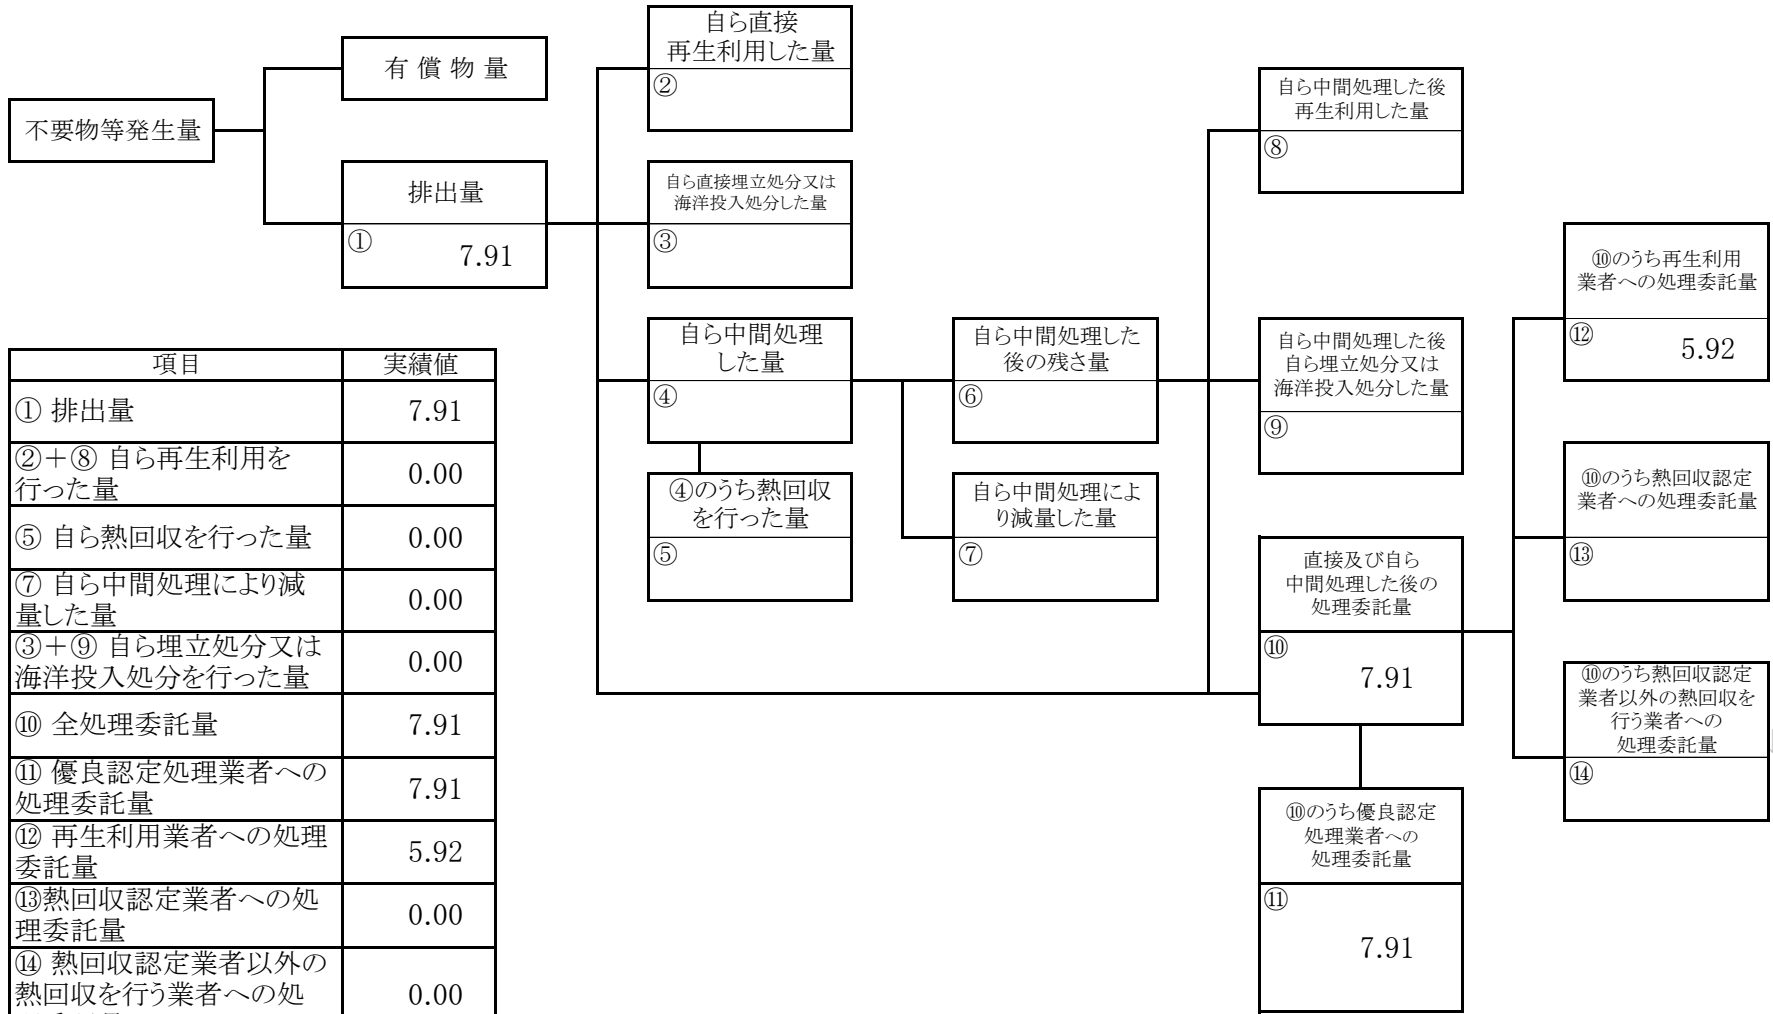 自ら直接
再生利用した量
②
有 償 物 量
不要物等発生量
排出量
①
7.91
自ら直接埋立処分又は
海洋投入処分した量
③
自ら中間処理した後
再生利用した量
⑧
自ら中間処理
した量
④
自ら中間処理した
後の残さ量
⑥
自ら中間処理した後
自ら埋立処分又は
海洋投入処分した量
⑨
⑩のうち再生利用
業者への処理委託量
⑫
5.92
④のうち熱回収
を行った量
⑤
自ら中間処理によ
り減量した量
⑦
⑩のうち熱回収認定
業者への処理委託量
⑬
直接及び自ら
中間処理した後の
処理委託量
⑩
7.91
⑩のうち熱回収認定
業者以外の熱回収を
行う業者への
処理委託量
⑭
⑩のうち優良認定
処理業者への
処理委託量
⑪
7.91
項目 実績値
① 排出量 7.91
②＋⑧ 自ら再生利用を
行った量 0.00
⑤ 自ら熱回収を行った量 0.00
⑦ 自ら中間処理により減
量した量 0.00
③＋⑨ 自ら埋立処分又は
海洋投入処分を行った量 0.00
⑩ 全処理委託量 7.91
⑪ 優良認定処理業者への
処理委託量 7.91
⑫ 再生利用業者への処理
委託量 5.92
⑬熱回収認定業者への処
理委託量 0.00
⑭ 熱回収認定業者以外の
熱回収を行う業者への処 0.00